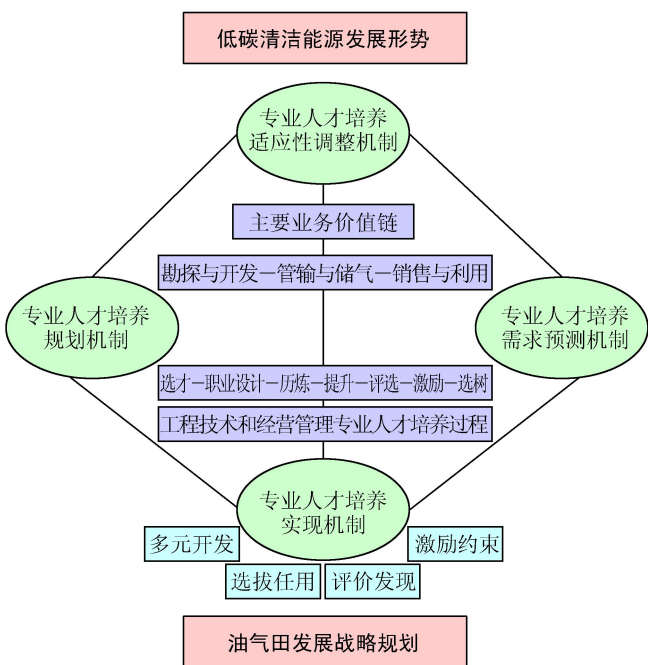 低碳清洁能源发展形势
专业人才培养
适应性调整机制
主要业务价值链
勘探与开发－管输与储气－销售与利用
专业人才培养
规划机制
专业人才培养
需求预测机制
选才－职业设计－历炼－提升－评选－激励－选树
工程技术和经营管理专业人才培养过程
专业人才培养
实现机制
多元开发
激励约束
选拔任用
评价发现
油气田发展战略规划